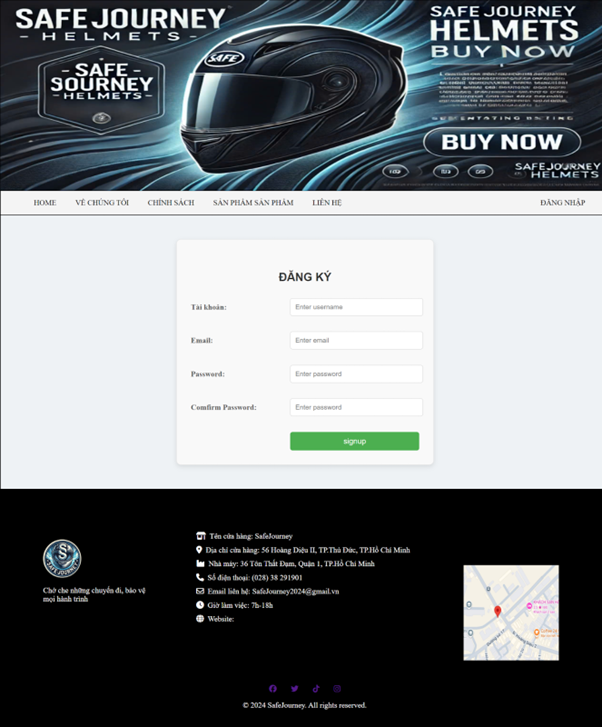 SAFE JOURNEY
- HELMETS -
- SAFE -
SOURNEY
- HELMETS -
SAFE
SAFE JOURNEY
HELMETS
BUY NOW
BUY NOW
SAFEJOURNEY
HELMETS
HOME VỀ CHÚNG TÔI CHÍNH SÁCH SẢN PHẨM SẢN PHẨM LIÊN HỆ ĐĂNG NHẬP
ĐĂNG KÝ
Tài khoản: Enter username
Email: Enter email
Password: Enter password
Comfirm Password: Enter password
signup
Chở che những chuyến đi, bảo vệ
mọi hành trình
Tên cửa hàng: SafeJourney
Địa chỉ cửa hàng: 56 Hoàng Diệu II, TP.Thủ Đức, TP.Hồ Chí Minh
Nhà máy: 36 Tôn Thất Đạm, Quận 1, TP.Hồ Chí Minh
Số điện thoại: (028) 38 291901
Email liên hệ: SafeJourney2024@gmail.vn
Giờ làm việc: 7h-18h
Website:
© 2024 SafeJourney. All rights reserved.